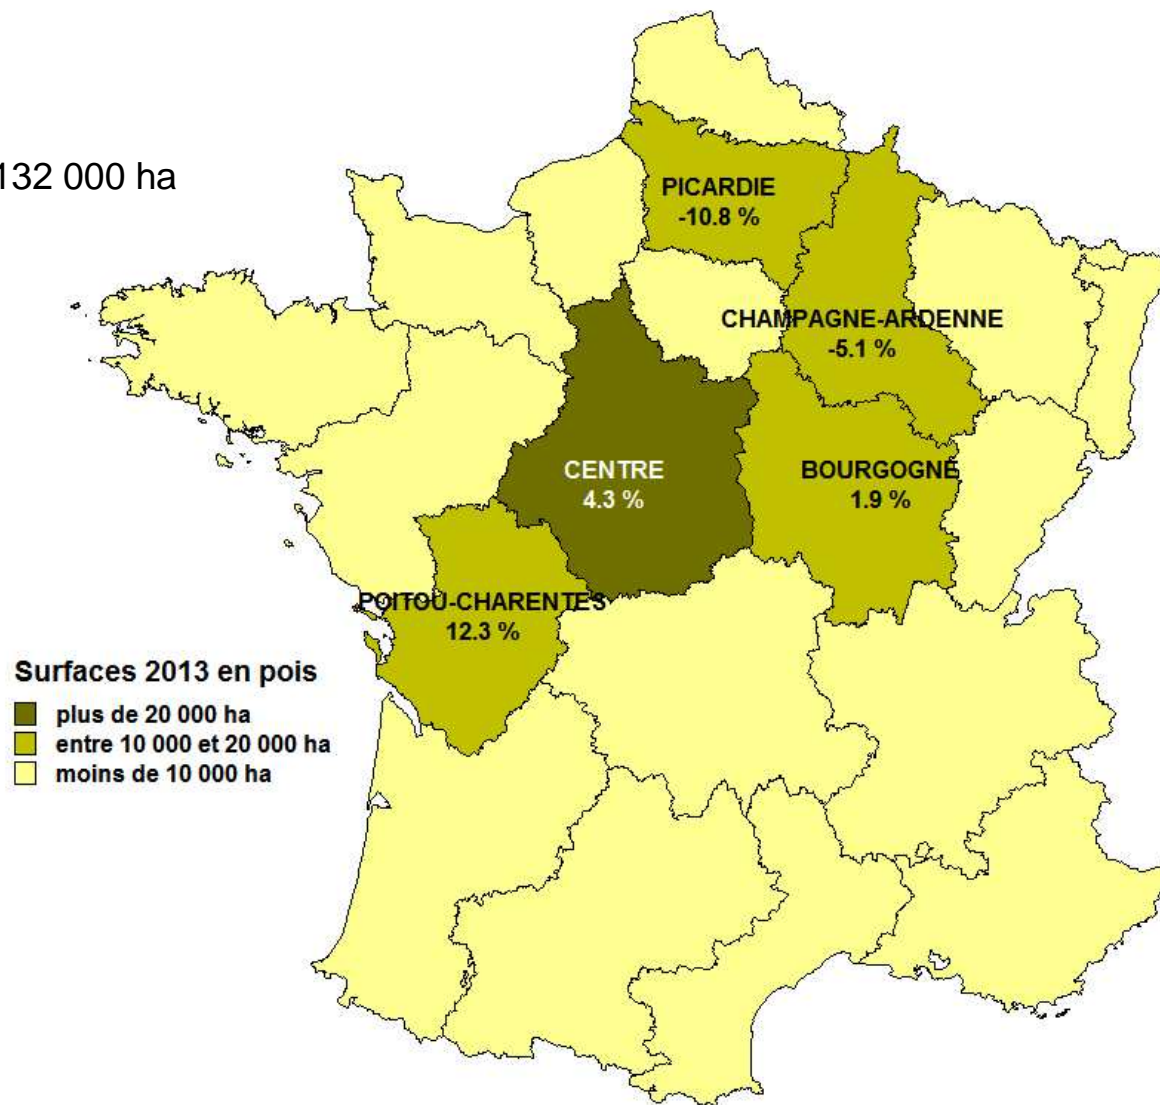 132 000 ha
PICARDIE
-10.8 %
CHAMPAGNE-ARDENNE
-5.1 %
CENTRE
4.3 %
BOURGOGNE
1.9 %
POITOU-CHARENTES
12.3 %
Surfaces 2013 en pois
plus de 20 000 ha
entre 10 000 et 20 000 ha
moins de 10 000 ha